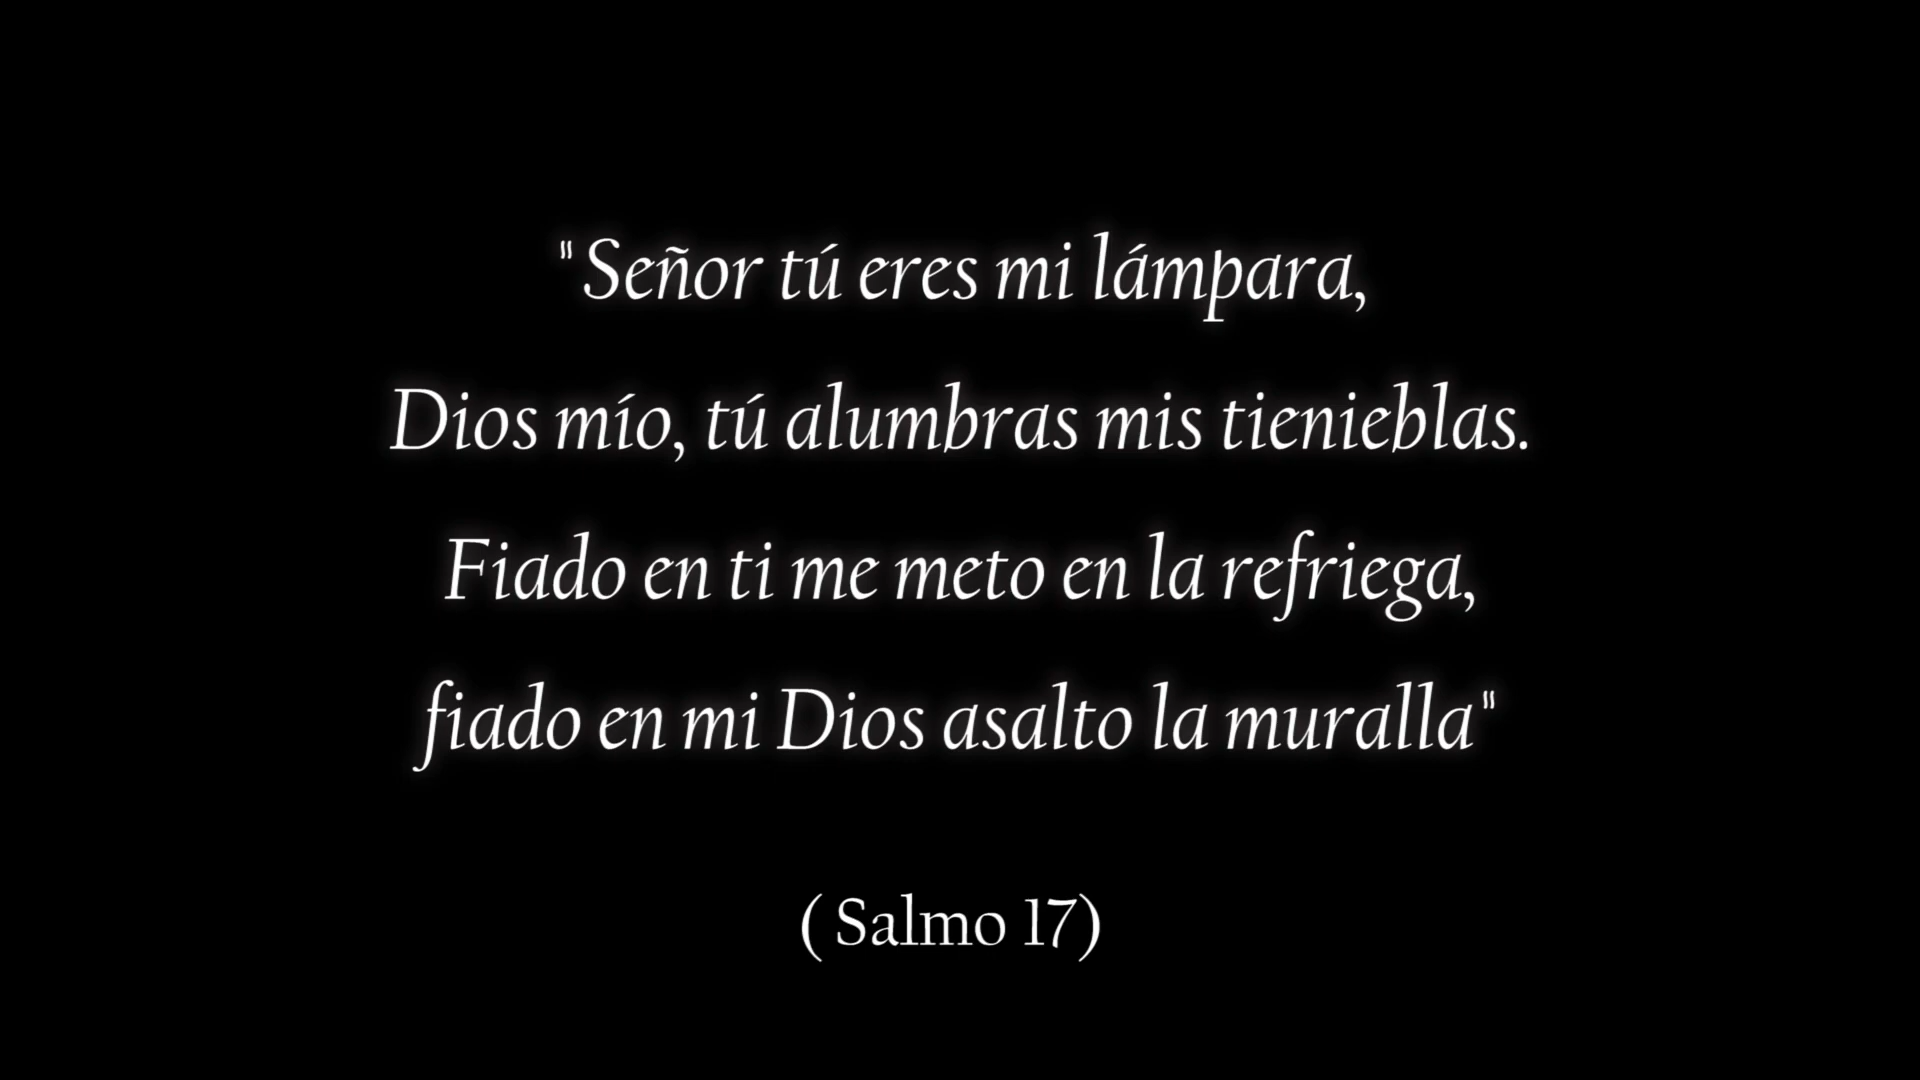 "Señor tú eres mi lámpara,
Dios mío, tú alumbras mis tienieblas.
Fiado en ti me meto en la refriega,
fiado en mi Dios asalto la muralla"
( Salmo 17)